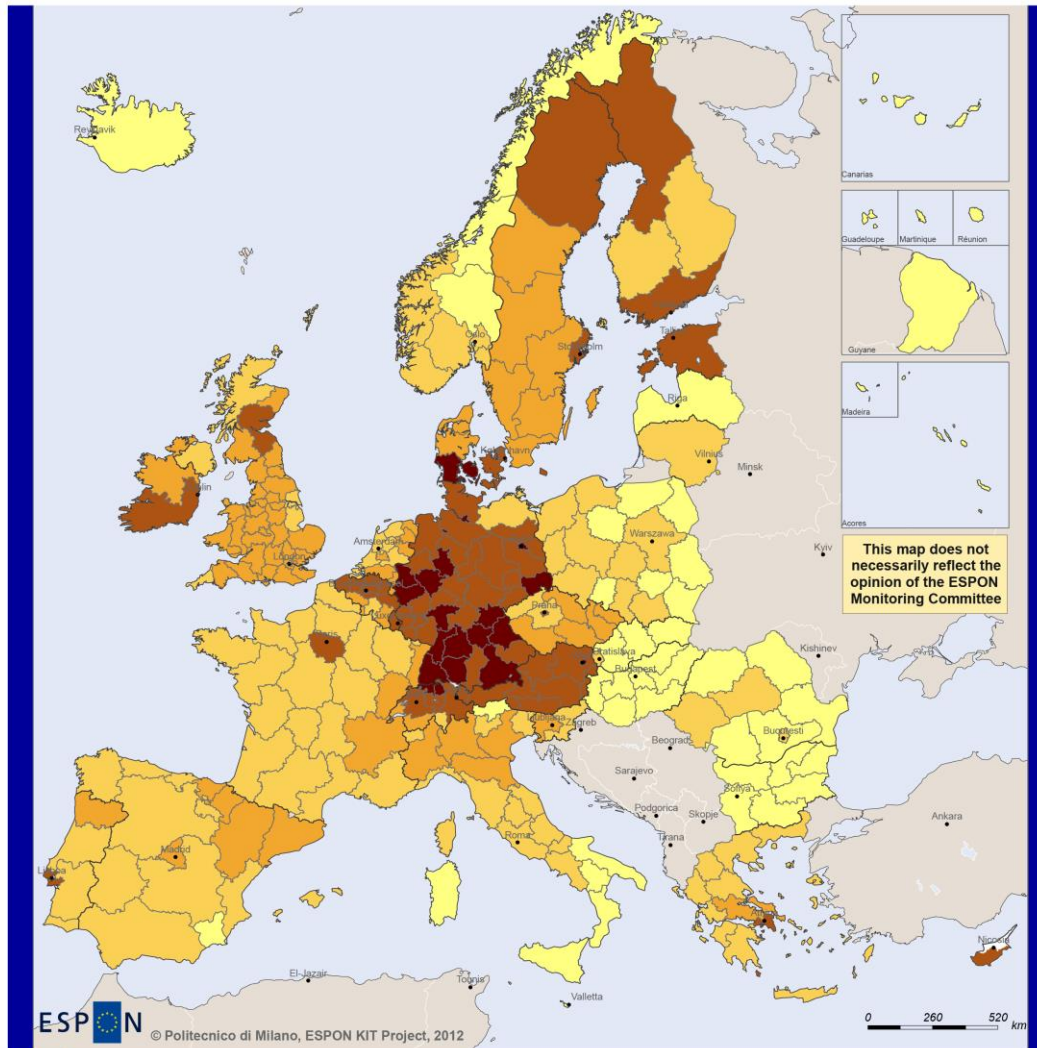 Reykjavik
Canarias
Guadeloupe
Martinique
Réunion
Guyane
Madeira
Acores
This map does not
necessarily reflect the
opinion of the ESPON
Monitoring Committee
Oslo
Stockholm
Riga
Vilnius
Minsk
Kyiv
Kishinev
Amsterdam
London
Warszawa
Praha
Paris
Bratislava
Budapest
Ljubljana
Zagreb
Beograd
Bucuresti
Sarajevo
Sofiya
Podgorica
Skopje
Tirana
Ankara
Roma
Madrid
Lisboa
El-Jazair
Tounis
Valletta
Nicosia
ESPON
© Politecnico di Milano, ESPON KIT Project, 2012
0 260 520
km